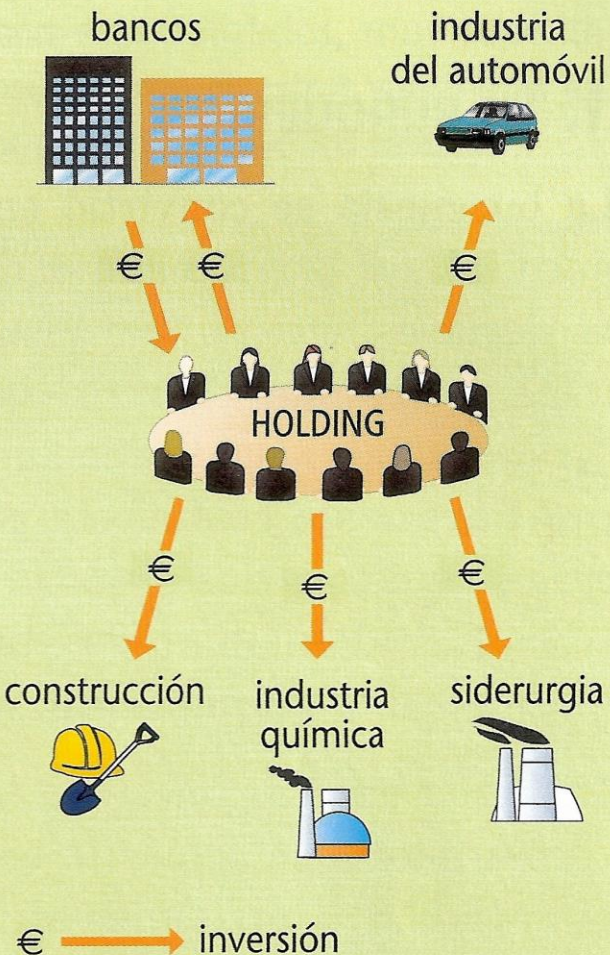 bancos
industria
del automóvil
€
€
€
HOLDING
€
€
€
construcción
industria
química
siderurgia
€ inversión